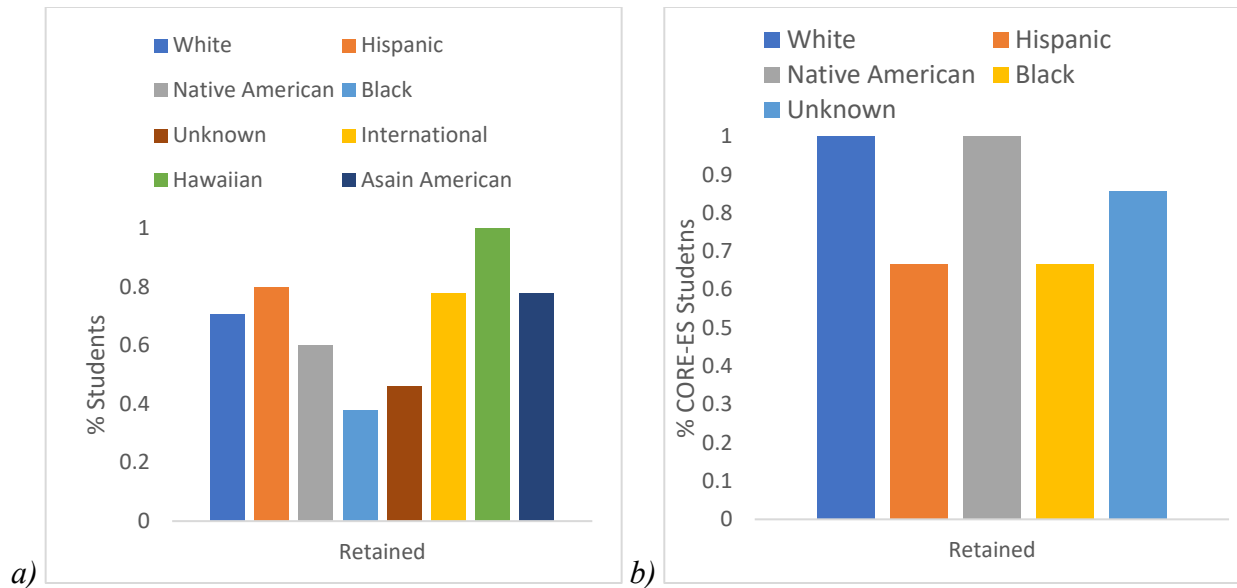 White Hispanic
Native American Black
Unknown International
Hawaiian Asain American
% Students
1
0.8
0.6
0.4
0.2
0
Retained
a)
White Hispanic
Native American Black
Unknown
% CORE-ES Studetns
1
0.9
0.8
0.7
0.6
0.5
0.4
0.3
0.2
0.1
0
Retained
b)